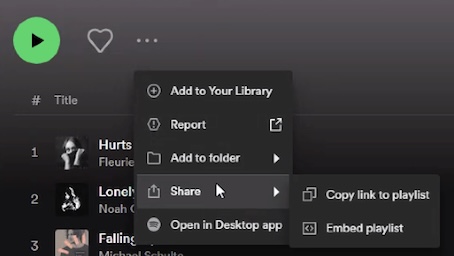 # Title
Add to Your Library
Report
Add to folder
Share
Open in Desktop app
Copy link to playlist
Embed playlist
1 Hurts
Fleurie
2 Lonely
Noah
3 Falling
Michael Schulte